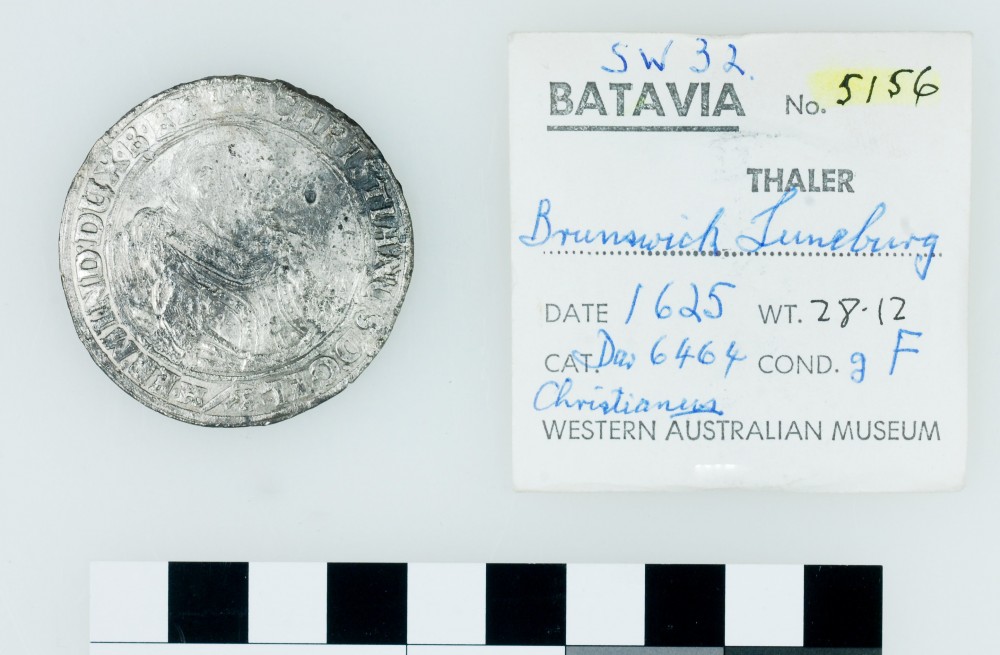 CHRISTIAN
SW 32.
BATAVIA No. 5156
THALER
Brunswick Luneburg
DATE 1625 WT. 28.12
CAT. Dav 6464 COND. g F
Christianus
WESTERN AUSTRALIAN MUSEUM